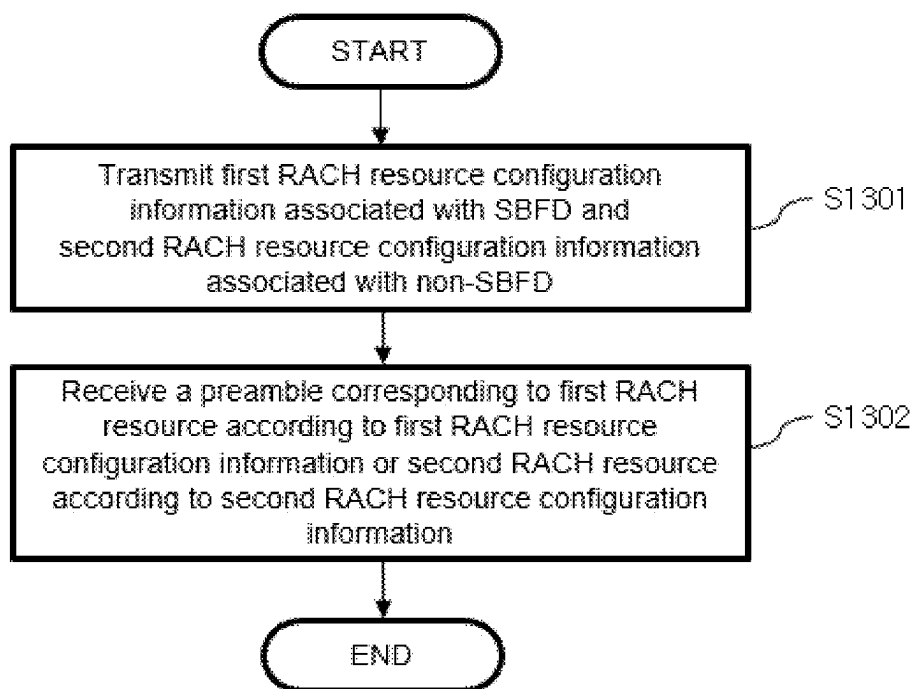 START
Transmit first RACH resource configuration
information associated with SBFD and
second RACH resource configuration information
associated with non-SBFD
S1301
Receive a preamble corresponding to first RACH
resource according to first RACH resource
configuration information or second RACH resource
according to second RACH resource configuration
information
S1302
END